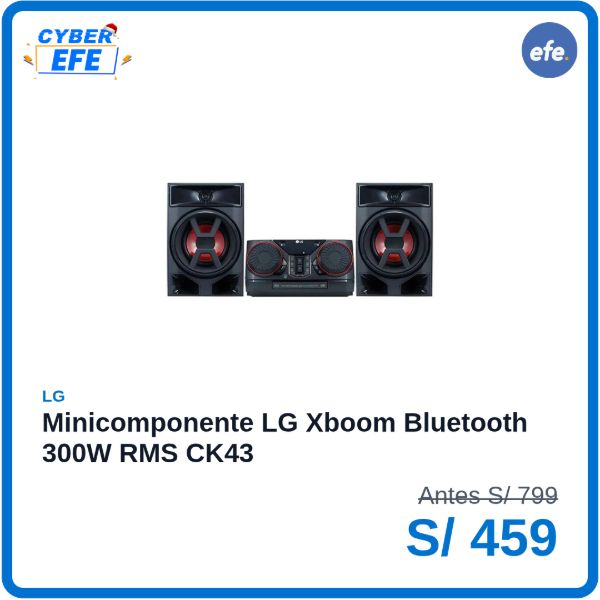 CYBER
EFE
efe.
LG
LG
Minicomponente LG Xboom Bluetooth
300W RMS CK43
Antes S/ 799
S/ 459